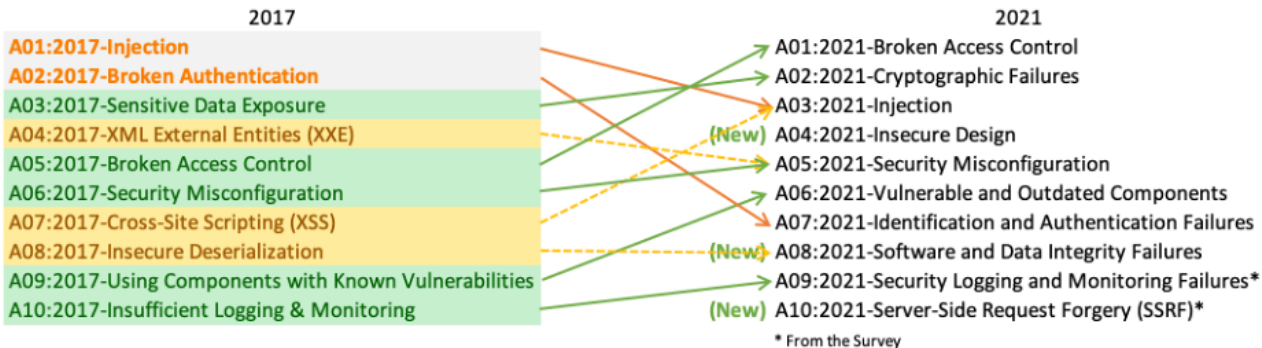 2017
2021
A01:2017-Injection
A02:2017-Broken Authentication
A03:2017-Sensitive Data Exposure
A04:2017-XML External Entities (XXE)
A05:2017-Broken Access Control
A06:2017-Security Misconfiguration
A07:2017-Cross-Site Scripting (XSS)
A08:2017-Insecure Deserialization
A09:2017-Using Components with Known Vulnerabilities
A10:2017-Insufficient Logging & Monitoring
A01:2021-Broken Access Control
A02:2021-Cryptographic Failures
A03:2021-Injection
(New) A04:2021-Insecure Design
A05:2021-Security Misconfiguration
A06:2021-Vulnerable and Outdated Components
A07:2021-Identification and Authentication Failures
(New) A08:2021-Software and Data Integrity Failures
A09:2021-Security Logging and Monitoring Failures*
(New) A10:2021-Server-Side Request Forgery (SSRF)*
* From the Survey